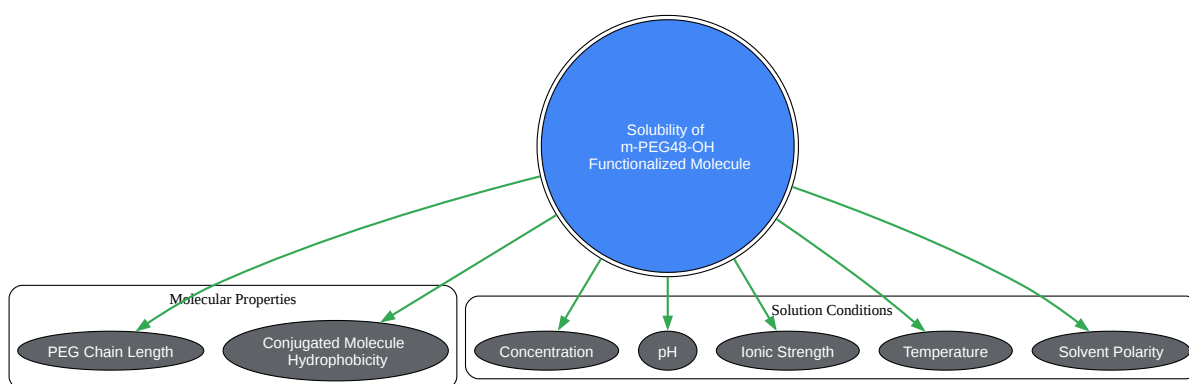 Solubility of
m-PEG48-OH
Functionalized Molecule
Molecular Properties
PEG Chain Length
Conjugated Molecule
Hydrophobicity
Solution Conditions
Concentration
pH
Ionic Strength
Temperature
Solvent Polarity